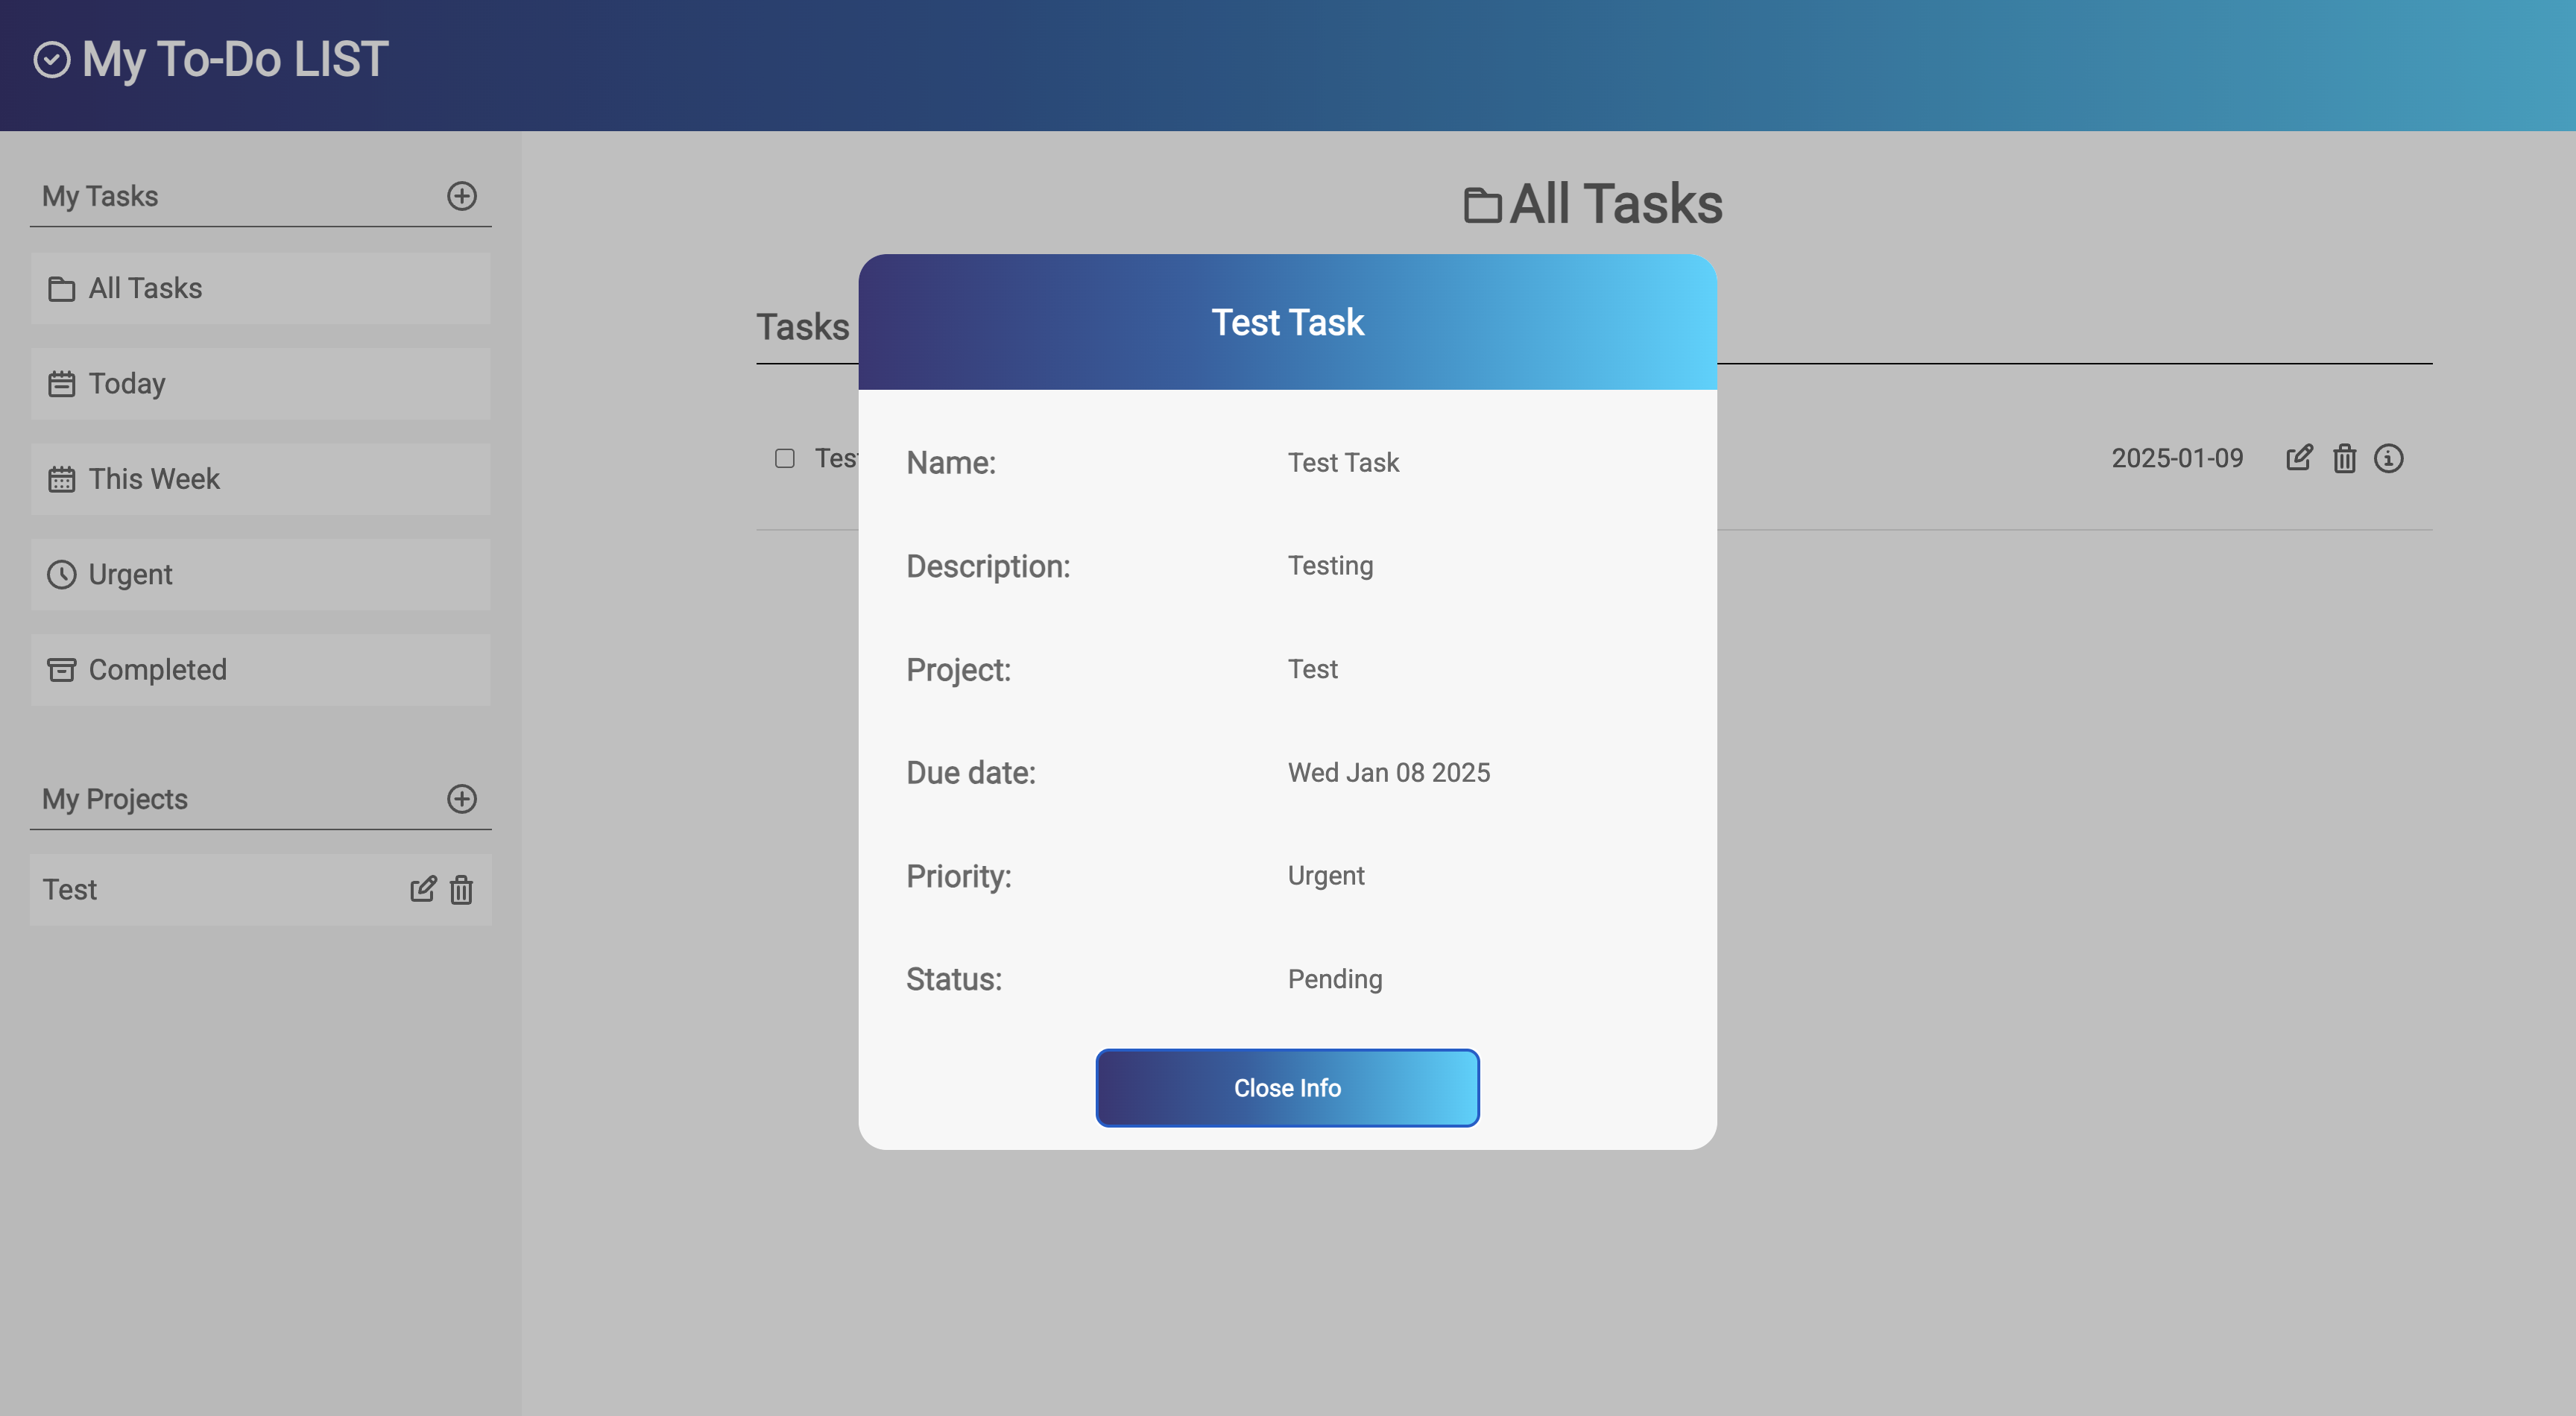 My To-Do LIST
My Tasks
All Tasks
Today
This Week
Urgent
Completed
My Projects
Test
All Tasks
Tasks
Tes
2025-01-09
Test Task
Name: Test Task
Description: Testing
Project: Test
Due date: Wed Jan 08 2025
Priority: Urgent
Status: Pending
Close Info